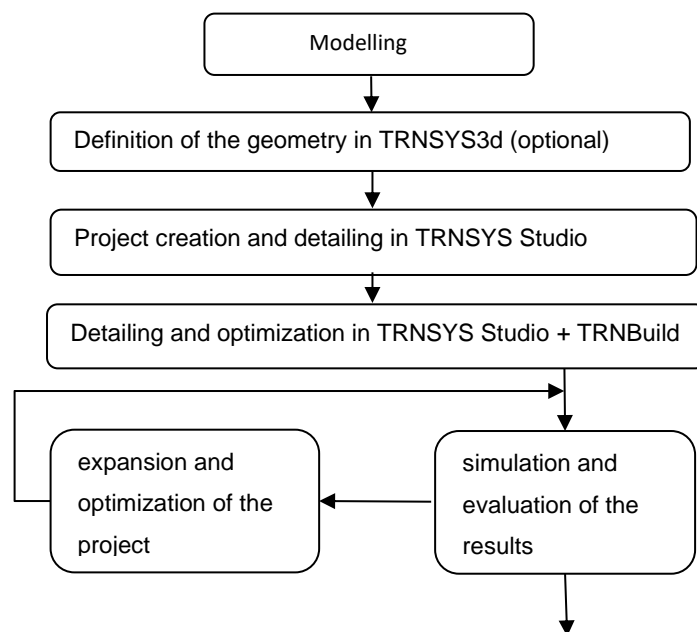 Modelling
Definition of the geometry in TRNSYS3d (optional)
Project creation and detailing in TRNSYS Studio
Detailing and optimization in TRNSYS Studio + TRNBuild
expansion and
optimization of the
project
simulation and
evaluation of the
results